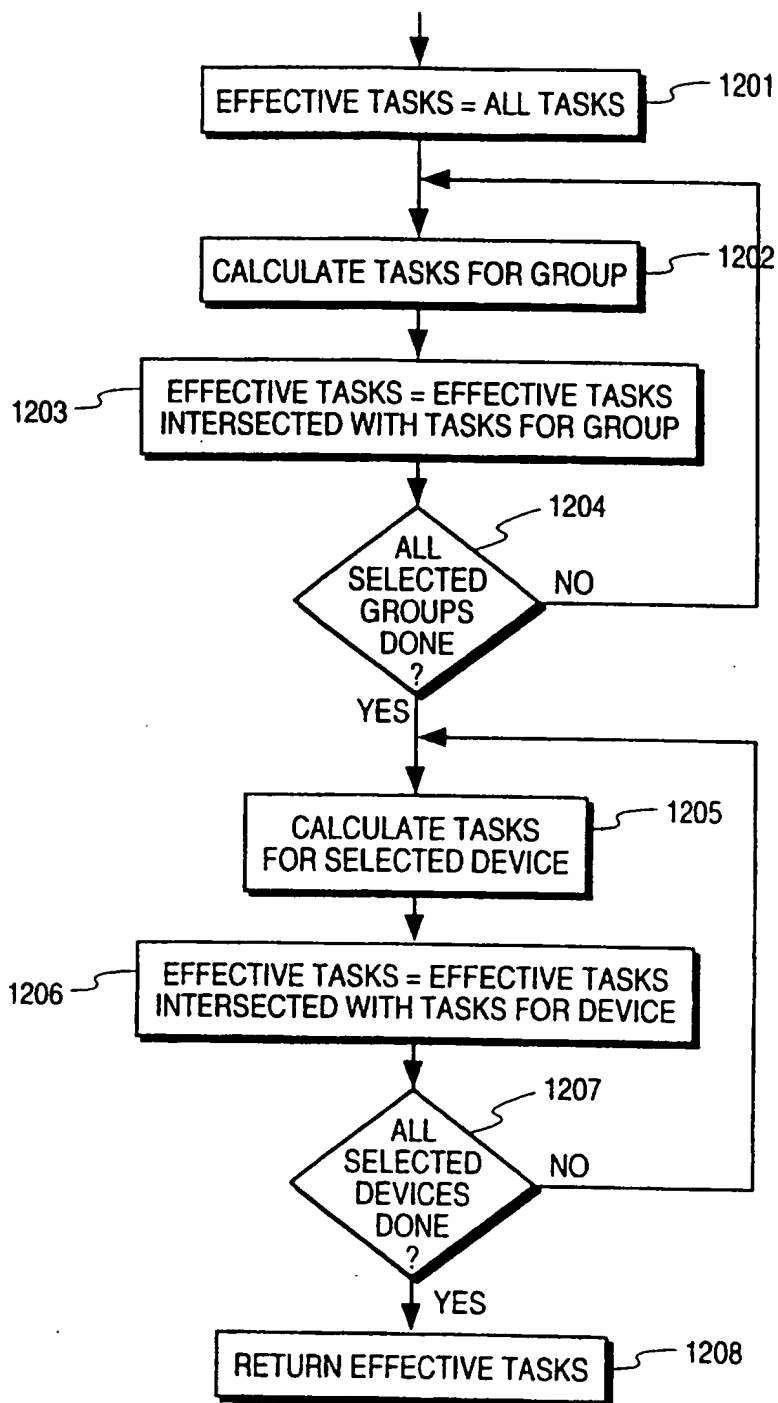 EFFECTIVE TASKS = ALL TASKS
1201
CALCULATE TASKS FOR GROUP
1202
1203
EFFECTIVE TASKS = EFFECTIVE TASKS
INTERSECTED WITH TASKS FOR GROUP
1204
ALL
SELECTED
GROUPS
DONE
?
NO
YES
CALCULATE TASKS
FOR SELECTED DEVICE
1205
1206
EFFECTIVE TASKS = EFFECTIVE TASKS
INTERSECTED WITH TASKS FOR DEVICE
1207
ALL
SELECTED
DEVICES
DONE
?
NO
YES
RETURN EFFECTIVE TASKS
1208